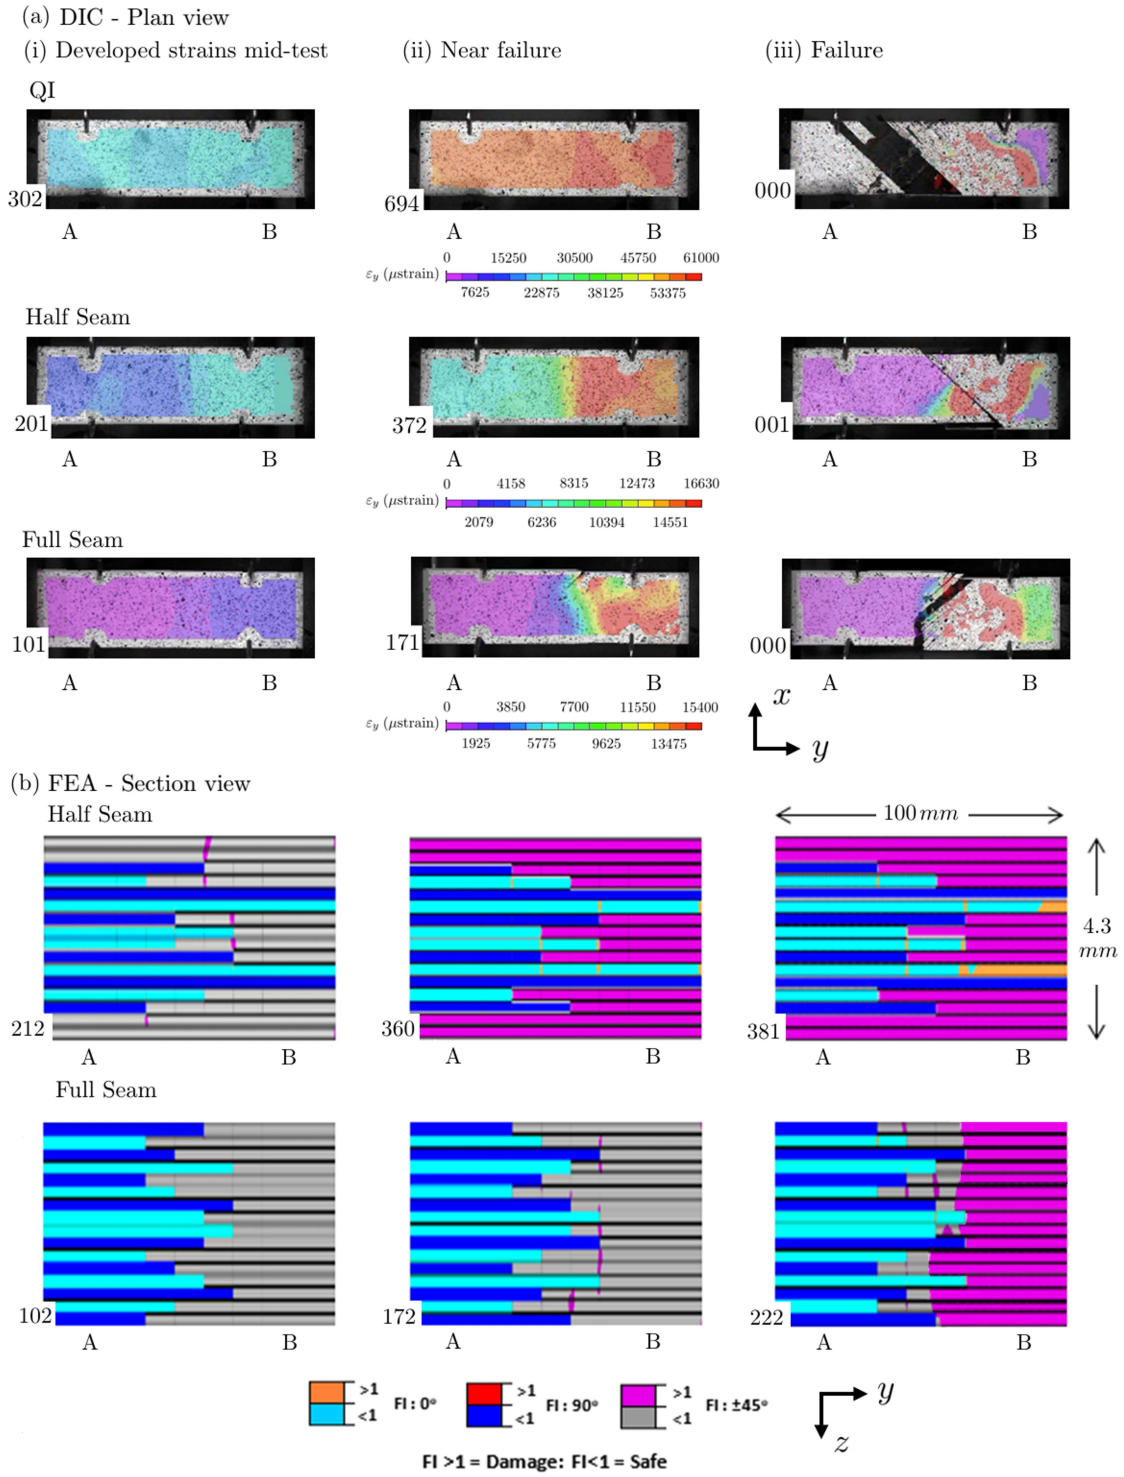 (a) DIC - Plan view
(i) Developed strains mid-test (ii) Near failure (iii) Failure
QI
302 694 000
A B A B A B
0 15250 30500 45750 61000
εy (μstrain)
7625 22875 38125 53375
Half Seam
201 372 001
A B A B A B
0 4158 8315 12473 16630
εy (μstrain)
2079 6236 10394 14551
Full Seam
101 171 000
A B A B A B
0 3850 7700 11550 15400
εy (μstrain)
1925 5775 9625 13475
x
y
(b) FEA - Section view
Half Seam
100 mm
4.3
mm
212 360 381
A B A B A B
Full Seam
102 172 222
A B A B A B
>1 FI : 0° >1 FI : 90° >1 FI : ±45°
<1 <1 <1
y
z
FI >1 = Damage: FI<1 = Safe